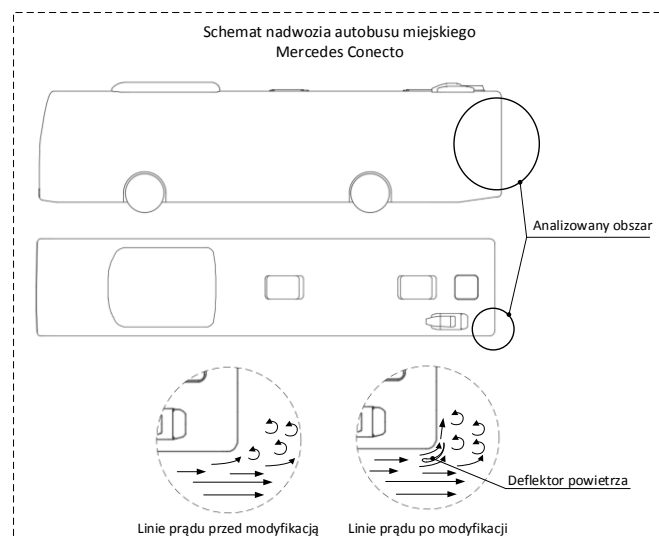 Schemat nadwozia autobusu miejskiego
Mercedes Conecto
Analizowany obszar
Deflektor powietrza
Linie prądu przed modyfikacją
Linie prądu po modyfikacji